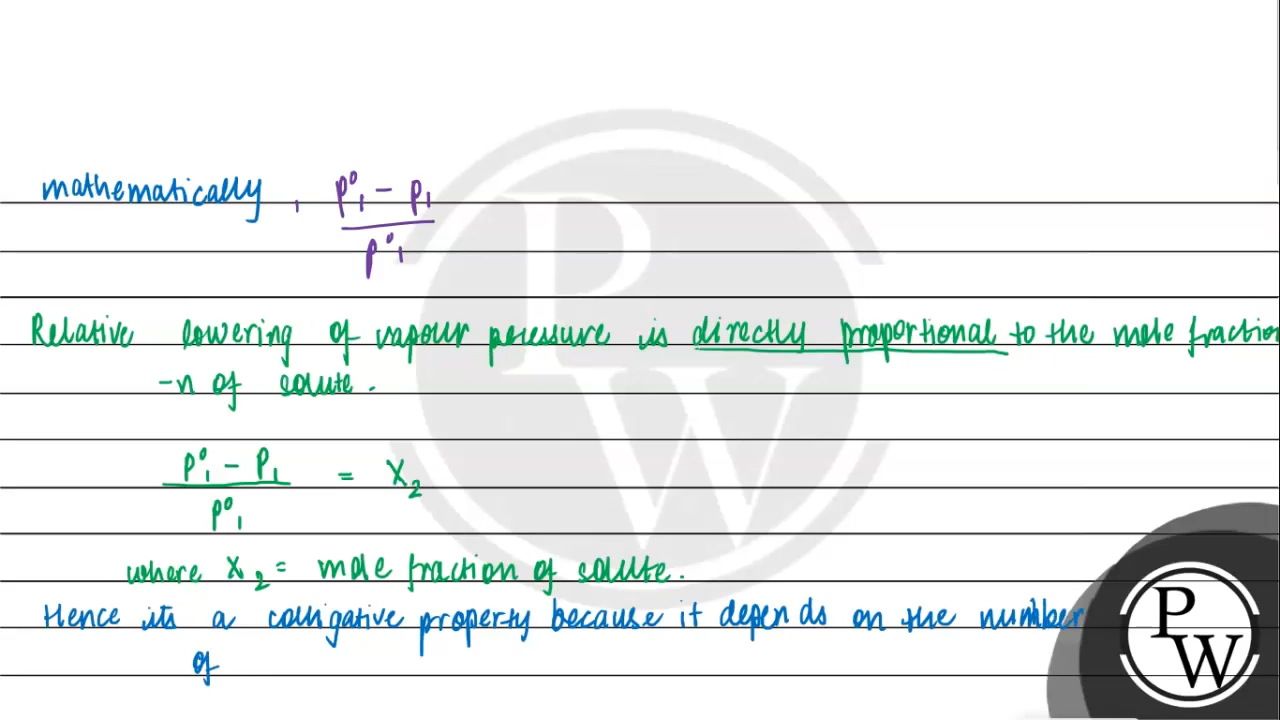 mathematically, p°₁ - p₁
p°₁
Relative lowering of vapour pressure is directly proportional to the mole fraction
-n of solute.
p°₁ - p₁ = x₂
p°₁
where x₂ = mole fraction of solute.
Hence its a colligative property because it depends on the number
of
P
W
P
W